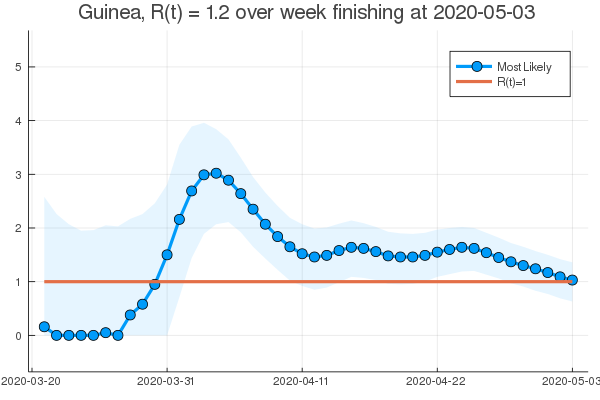 Guinea, R(t) = 1.2 over week finishing at 2020-05-03
Most Likely
R(t)=1
5
4
3
2
1
0
2020-03-20 2020-03-31 2020-04-11 2020-04-22 2020-05-03